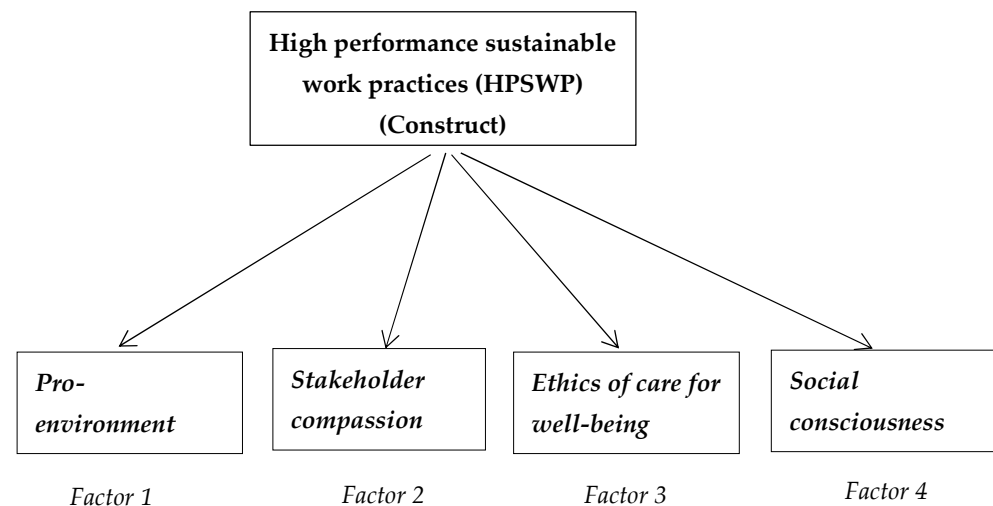 High performance sustainable
work practices (HPSWP)
(Construct)
Pro-
environment
Stakeholder
compassion
Ethics of care for
well-being
Social
consciousness
Factor 1
Factor 2
Factor 3
Factor 4